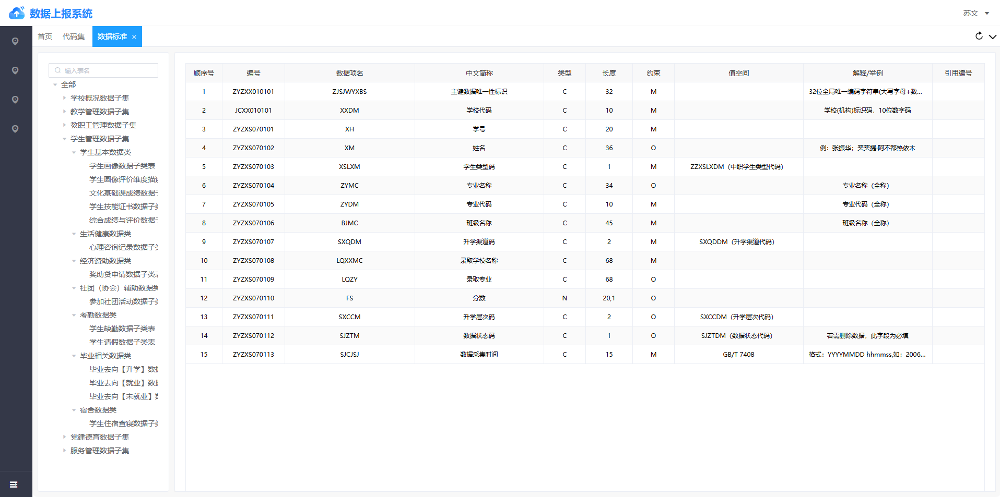 数据上报系统
苏文
首页 代码集 数据标准 ×
输入表名
全部
学校概况数据子集
教学管理数据子集
教职工管理数据子集
学生管理数据子集
学生基本数据类
学生画像数据子类表
学生画像评价维度描述
文化基础课成绩数据子
学生技能证书数据子类
综合成绩与评价数据子
生活健康数据类
心理咨询记录数据子类
经济资助数据类
奖助贷申请数据子类表
社团（协会）辅助数据类
参加社团活动数据子类
考勤数据类
学生缺勤数据子类表
学生请假数据子类表
毕业相关数据类
毕业去向【升学】数据
毕业去向【就业】数据
毕业去向【未就业】数
宿舍数据类
学生住宿查寝数据子类
党建德育数据子集
服务管理数据子集
顺序号 编号 数据项名 中文简称 类型 长度 约束 值空间 解释/举例 引用编号
1 ZYZXX010101 ZJSJWYXBS 主键数据唯一性标识 C 32 M 32位全局唯一编码字符串(大写字母+数...
2 JCXX010101 XXDM 学校代码 C 10 M 学校(机构)标识码，10位数字码
3 ZYZXS070101 XH 学号 C 20 M
4 ZYZXS070102 XM 姓名 C 36 O 例：张振华；买买提·阿不都热依木
5 ZYZXS070103 XSLXM 学生类型码 C 1 M ZZXSLXDM（中职学生类型代码）
6 ZYZXS070104 ZYMC 专业名称 C 34 O 专业名称（全称）
7 ZYZXS070105 ZYDM 专业代码 C 10 M 专业代码（全称）
8 ZYZXS070106 BJMC 班级名称 C 45 M 班级名称（全称）
9 ZYZXS070107 SXQDM 升学渠道码 C 2 M SXQDDM（升学渠道代码）
10 ZYZXS070108 LQXXMC 录取学校名称 C 68 M
11 ZYZXS070109 LQZY 录取专业 C 68 O
12 ZYZXS070110 FS 分数 N 20,1 O
13 ZYZXS070111 SXCCM 升学层次码 C 2 O SXCCDM（升学层次代码）
14 ZYZXS070112 SJZTM 数据状态码 C 1 O SJZTDM（数据状态代码） 若需删除数据，此字段为必填
15 ZYZXS070113 SJCJSJ 数据采集时间 C 15 M GB/T 7408 格式：YYYYMMDD hhmmss,如：2006...